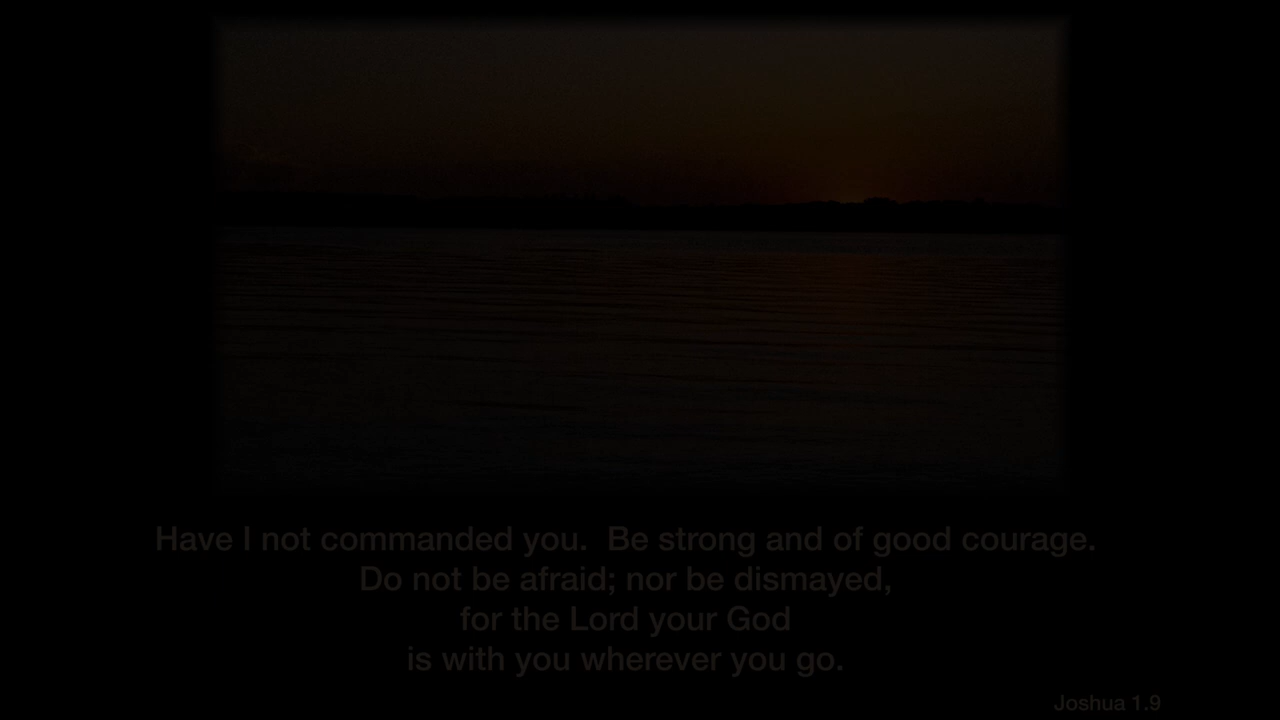 Have I not commanded you.  Be strong and of good courage.
Do not be afraid; nor be dismayed,
for the Lord your God
is with you wherever you go.
Joshua 1.9